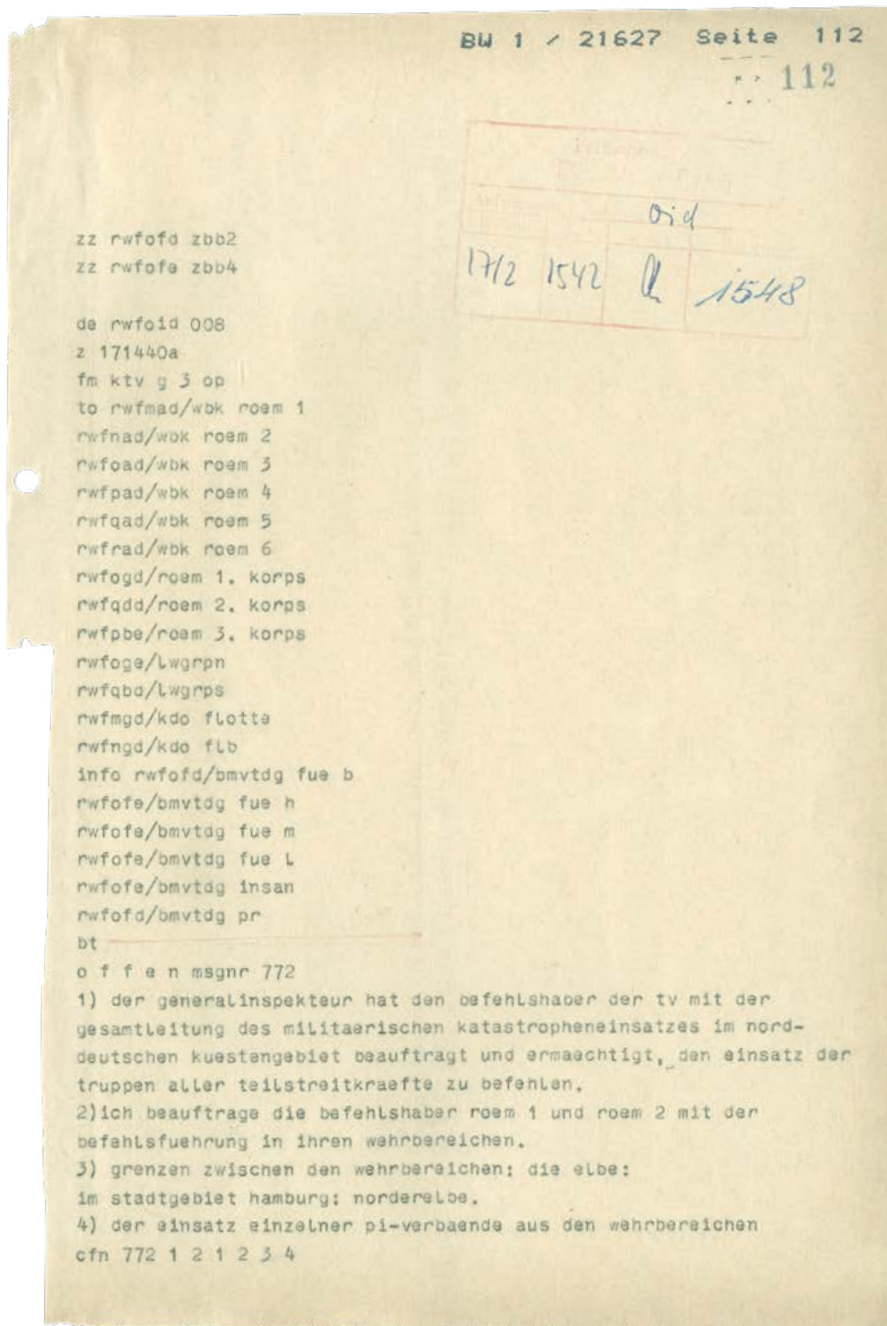 BW 1 / 21627 Seite 112
112
oid
17/2 1542 1548
zz rwfofd zbb2
zz rwfofe zbb4
de rwfoid 008
z 171440a
fm ktv g 3 op
to rwfmad/wbk roem 1
rwfnad/wbk roem 2
rwfoad/wbk roem 3
rwfpad/wbk roem 4
rwfqad/wbk roem 5
rwfrad/wbk roem 6
rwfogd/roem 1. korps
rwfqdd/roem 2. korps
rwfpbe/roem 3. korps
rwfoge/lwgrpn
rwfqbd/lwgrps
rwfmgd/kdo flotte
rwfngd/kdo flb
info rwfofd/bmvtdg fue b
rwfofe/bmvtdg fue h
rwfofe/bmvtdg fue m
rwfofe/bmvtdg fue l
rwfofe/bmvtdg insan
rwfofd/bmvtdg pr
bt
o f f e n msgnr 772
1) der generalinspekteur hat den befehlshaber der tv mit der
gesamtleitung des militaerischen katastropheneinsatzes im nord-
deutschen kuestengebiet beauftragt und ermaechtigt, den einsatz der
truppen aller teilstreitkraefte zu befehlen.
2)ich beauftrage die befehlshaber roem 1 und roem 2 mit der
befehlsfuehrung in ihren wehrbereichen.
3) grenzen zwischen den wehrbereichen: die elbe:
im stadtgebiet hamburg: norderelbe.
4) der einsatz einzelner pi-verbaende aus den wehrbereichen
cfn 772 1 2 1 2 3 4